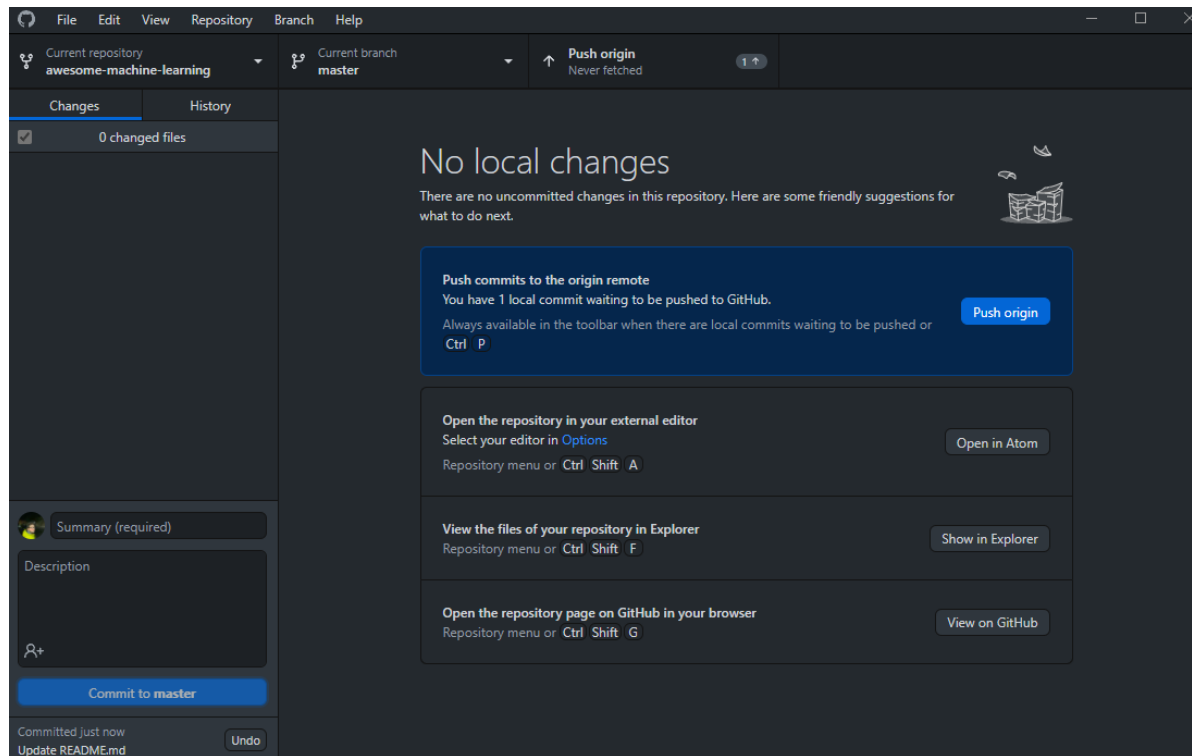 File Edit View Repository Branch Help
Current repository
awesome-machine-learning
Current branch
master
Push origin
Never fetched
1
Changes History
0 changed files
No local changes
There are no uncommitted changes in this repository. Here are some friendly suggestions for
what to do next.
Push commits to the origin remote
You have 1 local commit waiting to be pushed to GitHub.
Always available in the toolbar when there are local commits waiting to be pushed or
Ctrl P
Push origin
Open the repository in your external editor
Select your editor in Options
Repository menu or Ctrl Shift A
Open in Atom
View the files of your repository in Explorer
Repository menu or Ctrl Shift F
Show in Explorer
Open the repository page on GitHub in your browser
Repository menu or Ctrl Shift G
View on GitHub
Summary (required)
Description
Commit to master
Committed just now
Update README.md
Undo